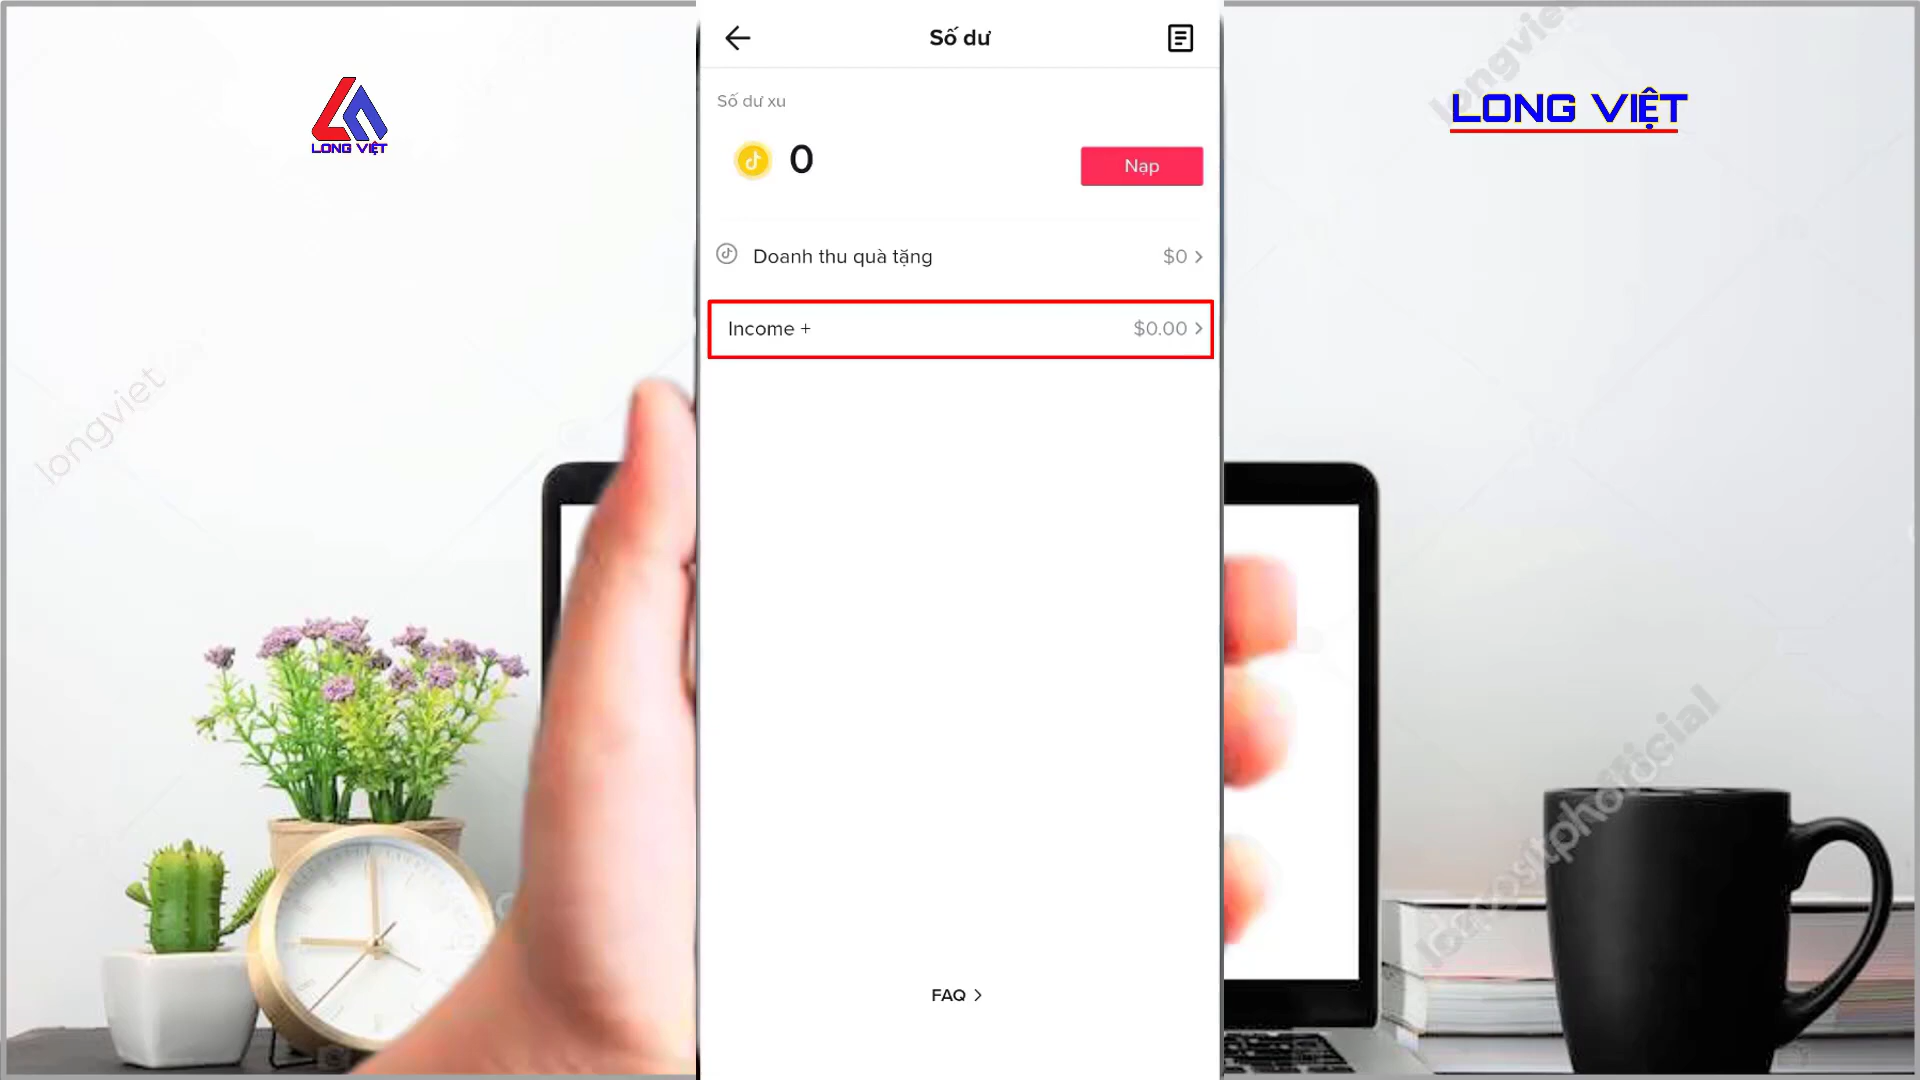 Số dư
Số dư xu
0
Nạp
Doanh thu quà tặng
$0
Income +
$0.00
FAQ
LONG VIỆT
LONG VIỆT
longviet
longviet